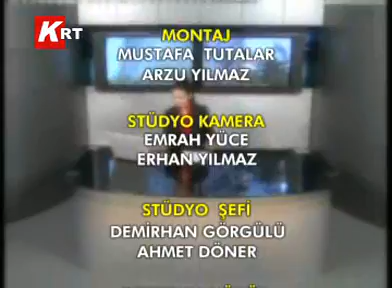 KRT
MONTAJ
MUSTAFA TUTALAR
ARZU YILMAZ
STÜDYO KAMERA
EMRAH YÜCE
ERHAN YILMAZ
STÜDYO ŞEFİ
DEMİRHAN GÖRGÜLÜ
AHMET DÖNER